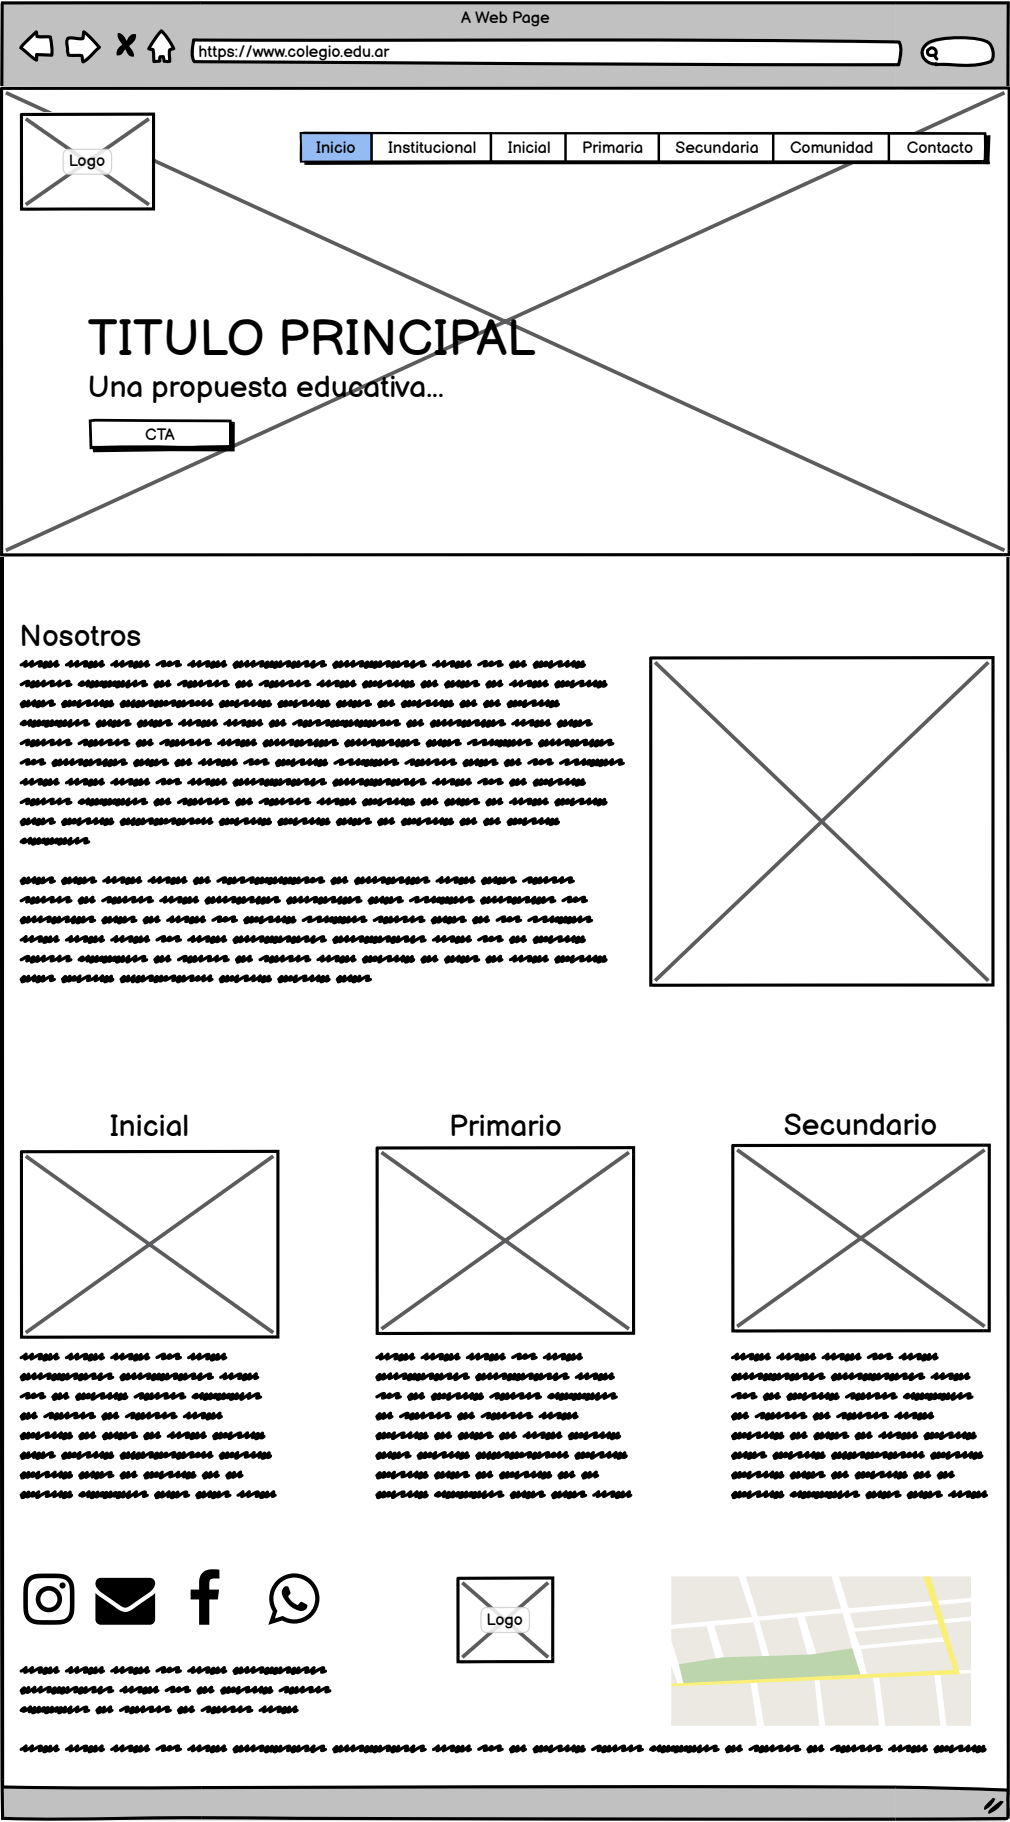 A Web Page
https://www.colegio.edu.ar
Logo
Inicio Institucional Inicial Primaria Secundaria Comunidad Contacto
TITULO PRINCIPAL
Una propuesta educativa...
CTA
Nosotros
Inicial Primario Secundario
Logo